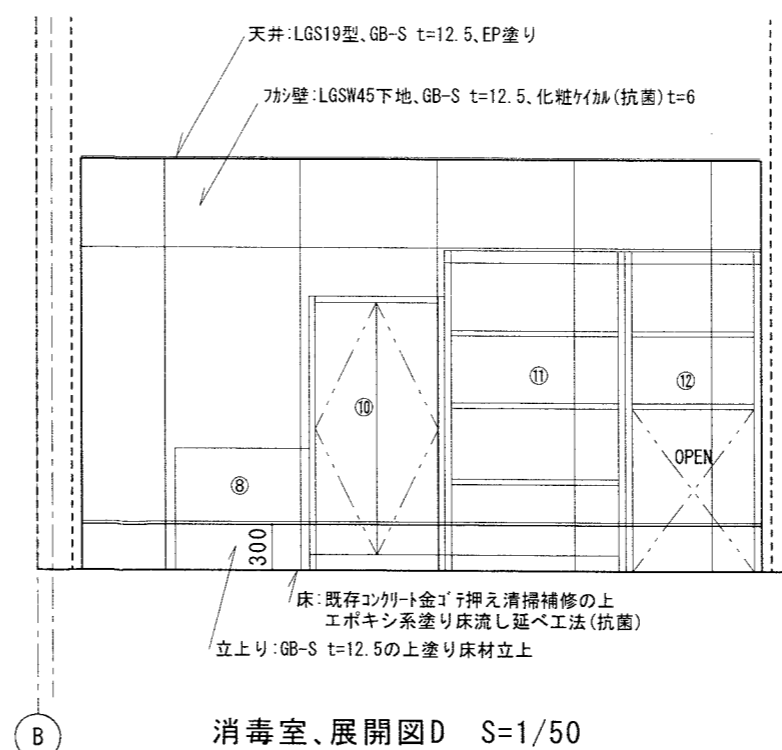 天井:LGS19型、GB-S t=12.5、EP塗り
フカシ壁:LGSW45下地、GB-S t=12.5、化粧ケイカル(抗菌)t=6
⑪
⑫
⑩
OPEN
⑧
300
床:既存コンクリート金ゴテ押え清掃補修の上
エポキシ系塗り床流し延べ工法(抗菌)
立上り:GB-S t=12.5の上塗り床材立上
B
消毒室、展開図D S=1/50